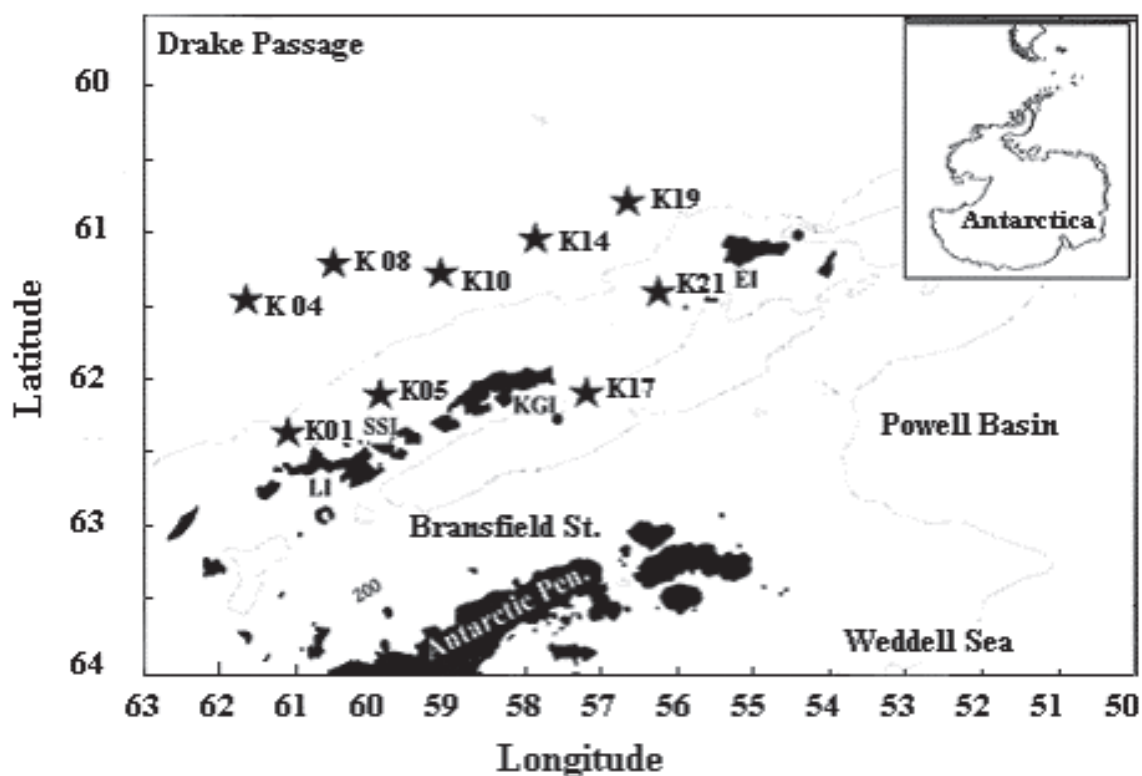 Drake Passage
60
61
62
63
64
Latitude
K19
K14
K 08
K10
K 04
K21
EI
K05
K17
KGI
K01
SSI
LI
Antarctica
Powell Basin
Bransfield St.
200
Antarctic Pen.
Weddell Sea
63 62 61 60 59 58 57 56 55 54 53 52 51 50
Longitude